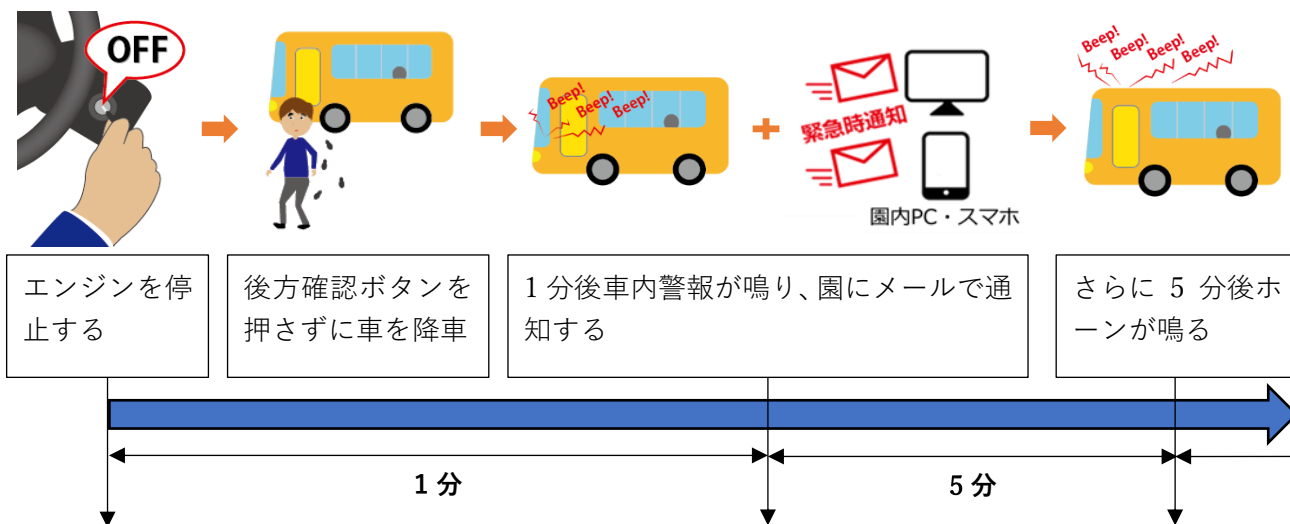 OFF
Beep!
Beep!
Beep!
緊急時通知
園内PC・スマホ
Beep!
Beep!
Beep!
Beep!
エンジンを停
止する
後方確認ボタンを
押さずに車を降車
1 分後車内警報が鳴り、園にメールで通
知する
さらに 5 分後ホ
ーンが鳴る
1 分
5 分